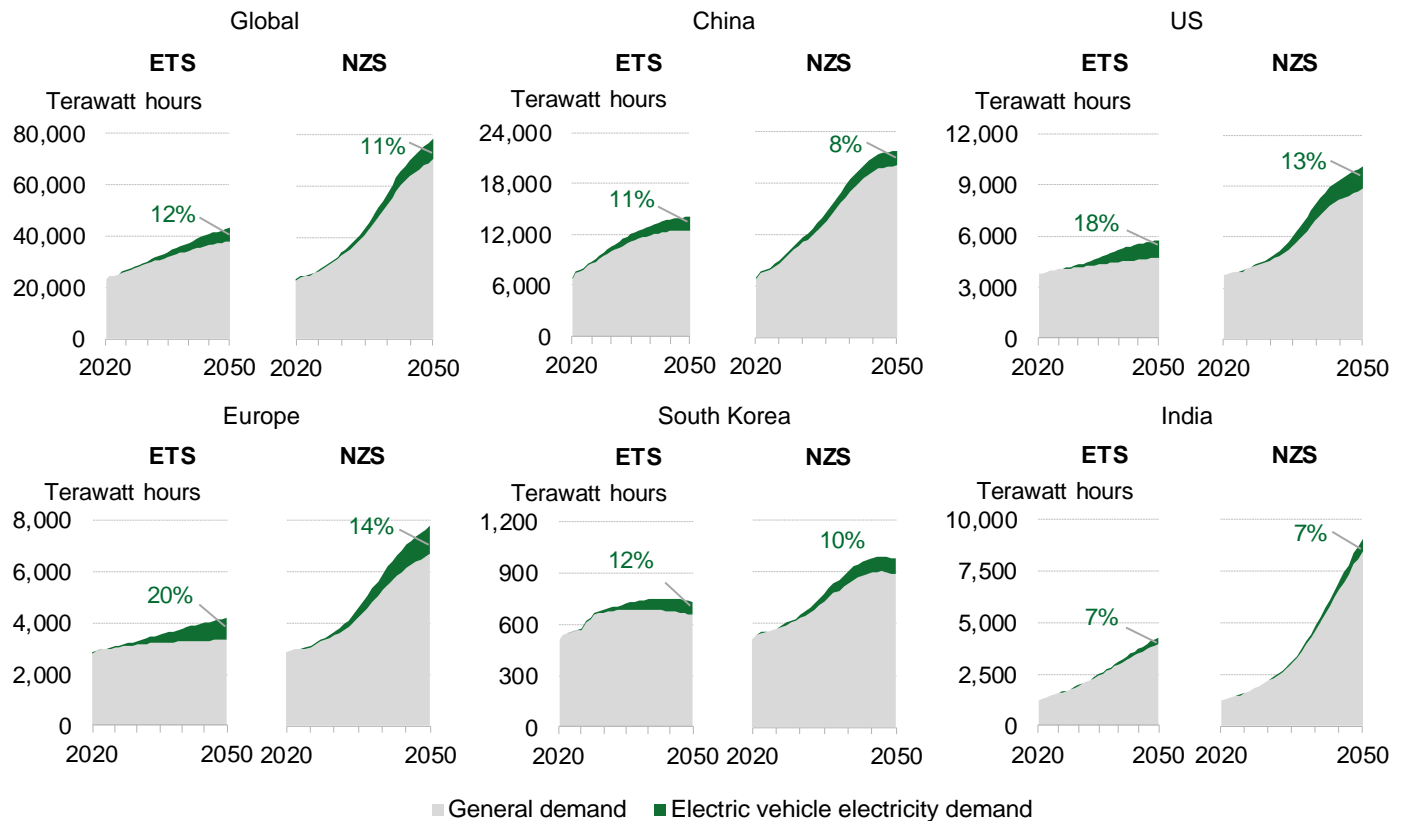 Global
ETS NZS
Terawatt hours
80,000
60,000
40,000
20,000
0
12%
11%
2020 2050 2020 2050
China
ETS NZS
24,000
18,000
12,000
6,000
0
11%
8%
2020 2050 2020 2050
US
ETS NZS
Terawatt hours
12,000
9,000
6,000
3,000
0
18%
13%
2020 2050 2020 2050
Europe
ETS NZS
Terawatt hours
8,000
6,000
4,000
2,000
0
20%
14%
2020 2050 2020 2050
South Korea
ETS NZS
Terawatt hours
1,200
900
600
300
0
12%
10%
2020 2050 2020 2050
India
ETS NZS
Terawatt hours
10,000
7,500
5,000
2,500
0
7%
7%
2020 2050 2020 2050
General demand Electric vehicle electricity demand